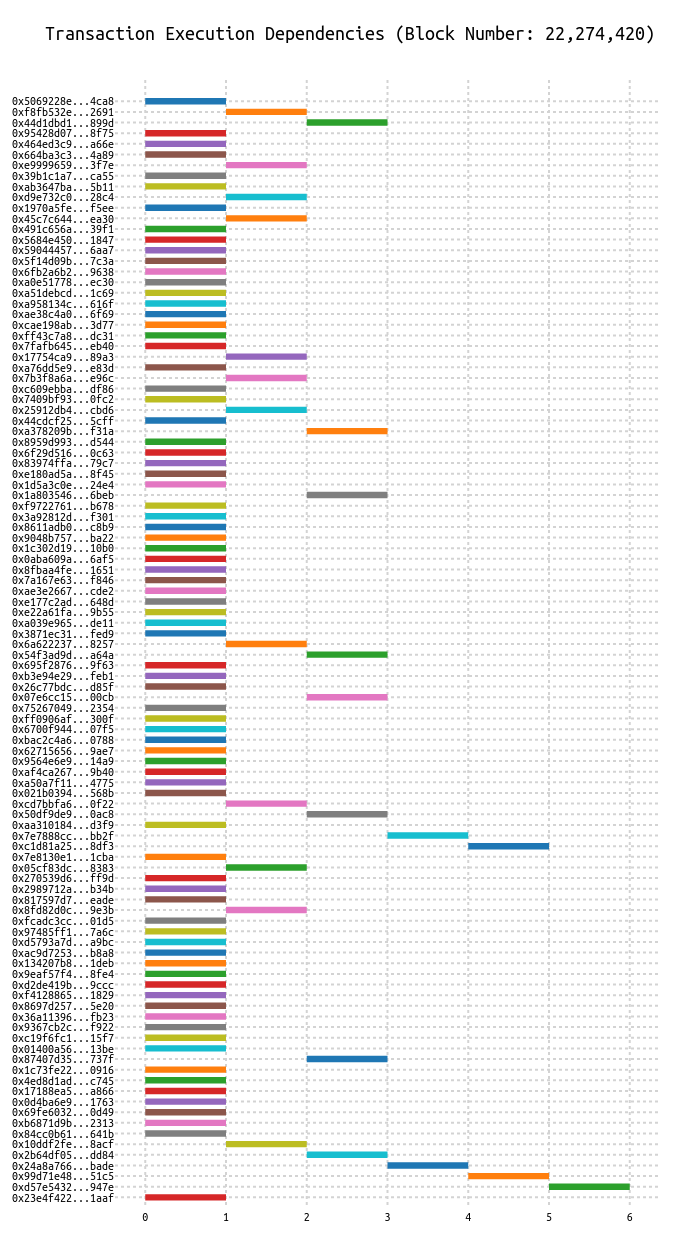 Transaction Execution Dependencies (Block Number: 22,274,420)
0x5069228e...4ca8
0xf8fb532e...2691
0x44d1dbd1...899d
0x95428d07...8f75
0x464ed3c9...a66e
0x664ba3c3...4a89
0xe9999659...3f7e
0x39b1c1a7...ca55
0xab3647ba...5b11
0xd9e732c0...28c4
0x1970a5fe...f5ee
0x45c7c644...ea30
0x491c656a...39f1
0x5684e450...1847
0x59044457...6aa7
0x5f14d09b...7c3a
0x6fb2a6b2...9638
0xa0e51778...ec30
0xa51debcd...1c69
0xa958134c...616f
0xae38c4a0...6f69
0xcae198ab...3d77
0xff43c7a8...dc31
0x7fafb645...eb40
0x17754ca9...89a3
0xa76dd5e9...e83d
0x7b3f8a6a...e96c
0xc609ebba...df86
0x7409bf93...0fc2
0x25912db4...cbd6
0x44cdcf25...5cff
0xa378209b...f31a
0x8959d993...d544
0x6f29d516...0c63
0x83974ffa...79c7
0xe180ad5a...8f45
0x1d5a3c0e...24e4
0x1a803546...6beb
0xf9722761...b678
0x3a92812d...f301
0x8611adb0...c8b9
0x9048b757...ba22
0x1c302d19...10b0
0x0aba609a...6af5
0x8fbaa4fe...1651
0x7a167e63...f846
0xae3e2667...cde2
0xe177c2ad...648d
0xe22a61fa...9b55
0xa039e965...de11
0x3871ec31...fed9
0x6a622237...8257
0x54f3ad9d...a64a
0x695f2876...9f63
0xb3e94e29...feb1
0x26c77bdc...d85f
0x07e6cc15...00cb
0x75267049...2354
0xff0906af...300f
0x6700f944...07f5
0xbac2c4a6...0788
0x62715656...9ae7
0x9564e6e9...14a9
0xaf4ca267...9b40
0xa50a7f11...4775
0x021b0394...568b
0xcd7bbfa6...0f22
0x50df9de9...0ac8
0xaa310184...d3f9
0x7e7888cc...bb2f
0xc1d81a25...8df3
0x7e8130e1...1cba
0x05cf83dc...8383
0x270539d6...ff9d
0x2989712a...b34b
0x817597d7...eade
0x8fd82d0c...9e3b
0xfcadc3cc...01d5
0x97485ff1...7a6c
0xd5793a7d...a9bc
0xac9d7253...b8a8
0x134207b8...1deb
0x9eaf57f4...8fe4
0xd2de419b...9ccc
0xf4128865...1829
0x8697d257...5e20
0x36a11396...fb23
0x9367cb2c...f922
0xc19f6fc1...15f7
0x01400a56...13be
0x87407d35...737f
0x1c73fe22...0916
0x4ed8d1ad...c745
0x17188ea5...a866
0x0d4ba6e9...1763
0x69fe6032...0d49
0xb6871d9b...2313
0x84cc0b61...641b
0x10ddf2fe...8acf
0x2b64df05...dd84
0x24a8a766...bade
0x99d71e48...51c5
0xd57e5432...947e
0x23e4f422...1aaf
0 1 2 3 4 5 6